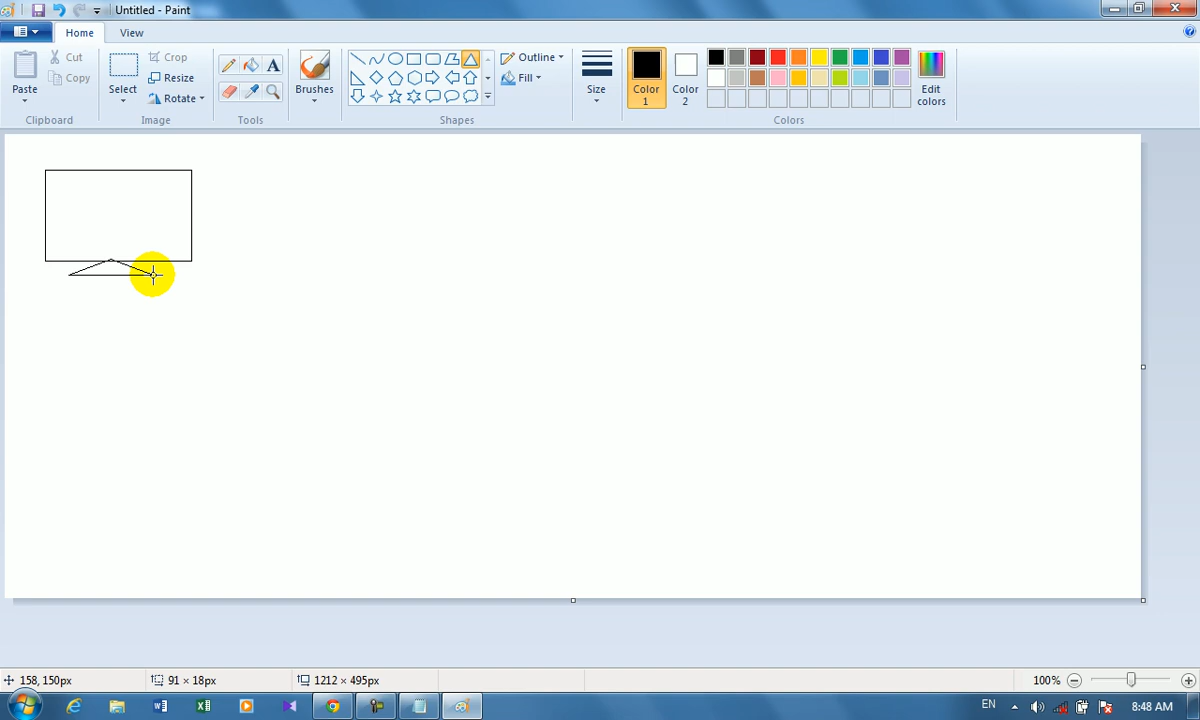 Untitled - Paint
Home View
Paste Cut Copy
Select Crop Resize Rotate
A
Brushes
Outline Fill
Size
Color 1 Color 2
Edit colors
Clipboard Image Tools Shapes Colors
158, 150px 91 × 18px 1212 × 495px 100%
EN 8:48 AM